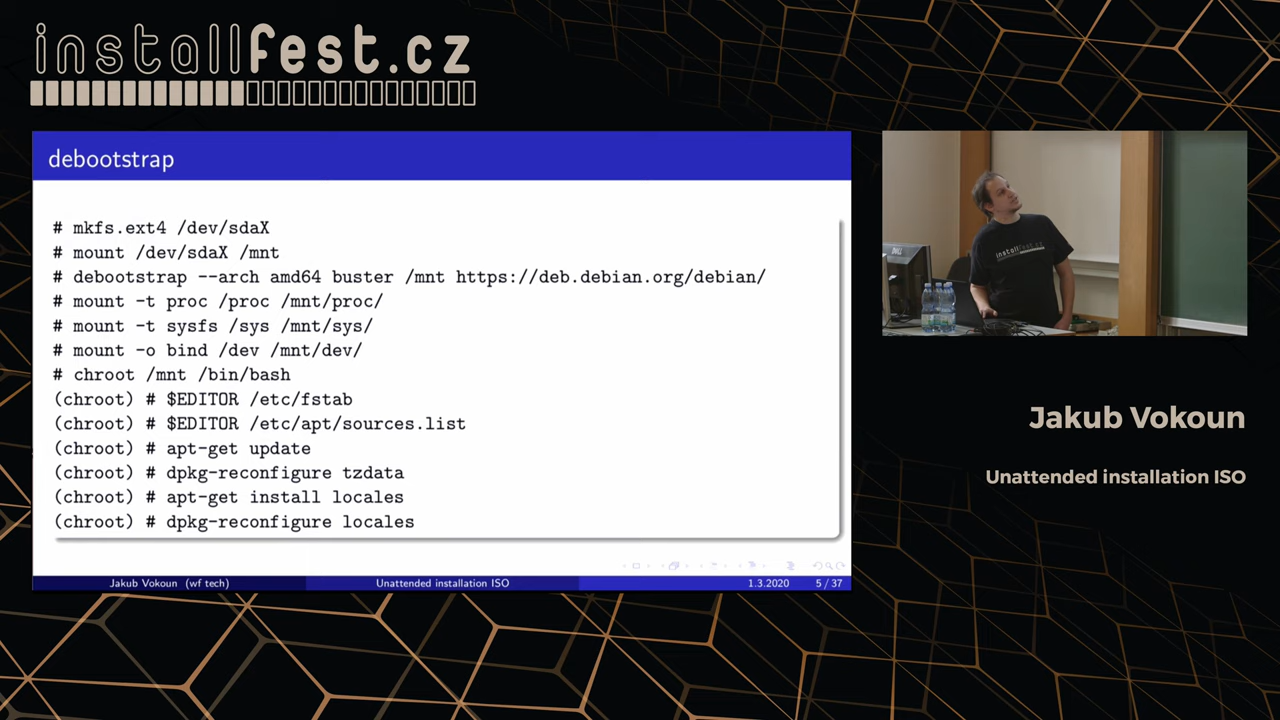 installfest.cz
debootstrap
# mkfs.ext4 /dev/sdaX
# mount /dev/sdaX /mnt
# debootstrap --arch amd64 buster /mnt https://deb.debian.org/debian/
# mount -t proc /proc /mnt/proc/
# mount -t sysfs /sys /mnt/sys/
# mount -o bind /dev /mnt/dev/
# chroot /mnt /bin/bash
(chroot) # $EDITOR /etc/fstab
(chroot) # $EDITOR /etc/apt/sources.list
(chroot) # apt-get update
(chroot) # dpkg-reconfigure tzdata
(chroot) # apt-get install locales
(chroot) # dpkg-reconfigure locales
Jakub Vokoun (wf tech) Unattended installation ISO 1.3.2020 5 / 37
installfest.cz
DELL
Jakub Vokoun
Unattended installation ISO